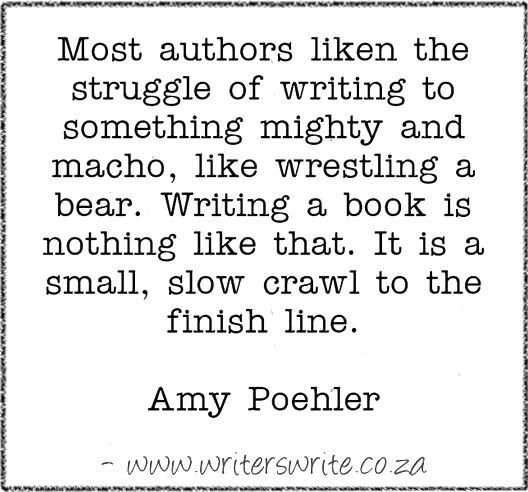 Most authors liken the
struggle of writing to
something mighty and
macho, like wrestling a
bear. Writing a book is
nothing like that. It is a
small, slow crawl to the
finish line.
Amy Poehler
- www.writerswrite.co.za